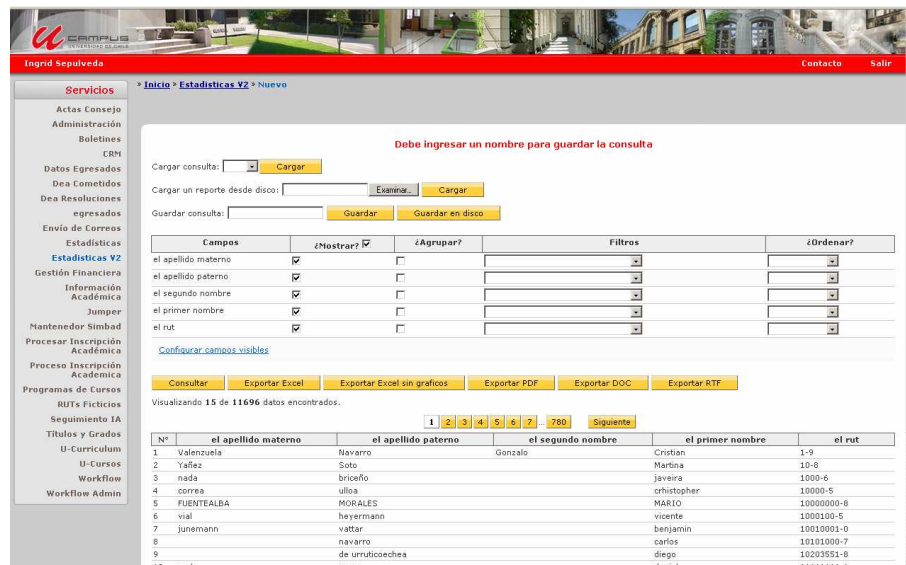 CAMPUS
UNIVERSIDAD DE CHILE
Ingrid Sepulveda
Contacto Salir
Servicios
Actas Consejo
Administración
Boletines
CRM
Datos Egresados
Dea Cometidos
Dea Resoluciones
egresados
Envío de Correos
Estadísticas
Estadisticas V2
Gestión Financiera
Información
Académica
Jumper
Mantenedor Simbad
Procesar Inscripción
Académica
Proceso Inscripción
Academica
Programas de Cursos
RUTs Ficticios
Seguimiento IA
Títulos y Grados
U-Curriculum
U-Cursos
Workflow
Workflow Admin
» Inicio » Estadisticas V2 » Nuevo
Debe ingresar un nombre para guardar la consulta
Cargar consulta: Cargar
Cargar un reporte desde disco: Examinar... Cargar
Guardar consulta: Guardar Guardar en disco
Campos ¿Mostrar? ¿Agrupar? Filtros ¿Ordenar?
el apellido materno
el apellido paterno
el segundo nombre
el primer nombre
el rut
Configurar campos visibles
Consultar Exportar Excel Exportar Excel sin graficos Exportar PDF Exportar DOC Exportar RTF
Visualizando 15 de 11696 datos encontrados.
1 2 3 4 5 6 7 ... 780 Siguiente
N° el apellido materno el apellido paterno el segundo nombre el primer nombre el rut
1 Valenzuela Navarro Gonzalo Cristian 1-9
2 Yañez Soto Martina 10-8
3 nada briceño javeira 1000-6
4 correa ulloa crhistopher 10000-5
5 FUENTEALBA MORALES MARIO 10000000-8
6 vial heyermann vicente 1000100-5
7 junemann vattar benjamin 10010001-0
8 navarro carlos 10101000-7
9 de urruticoechea diego 10203551-8